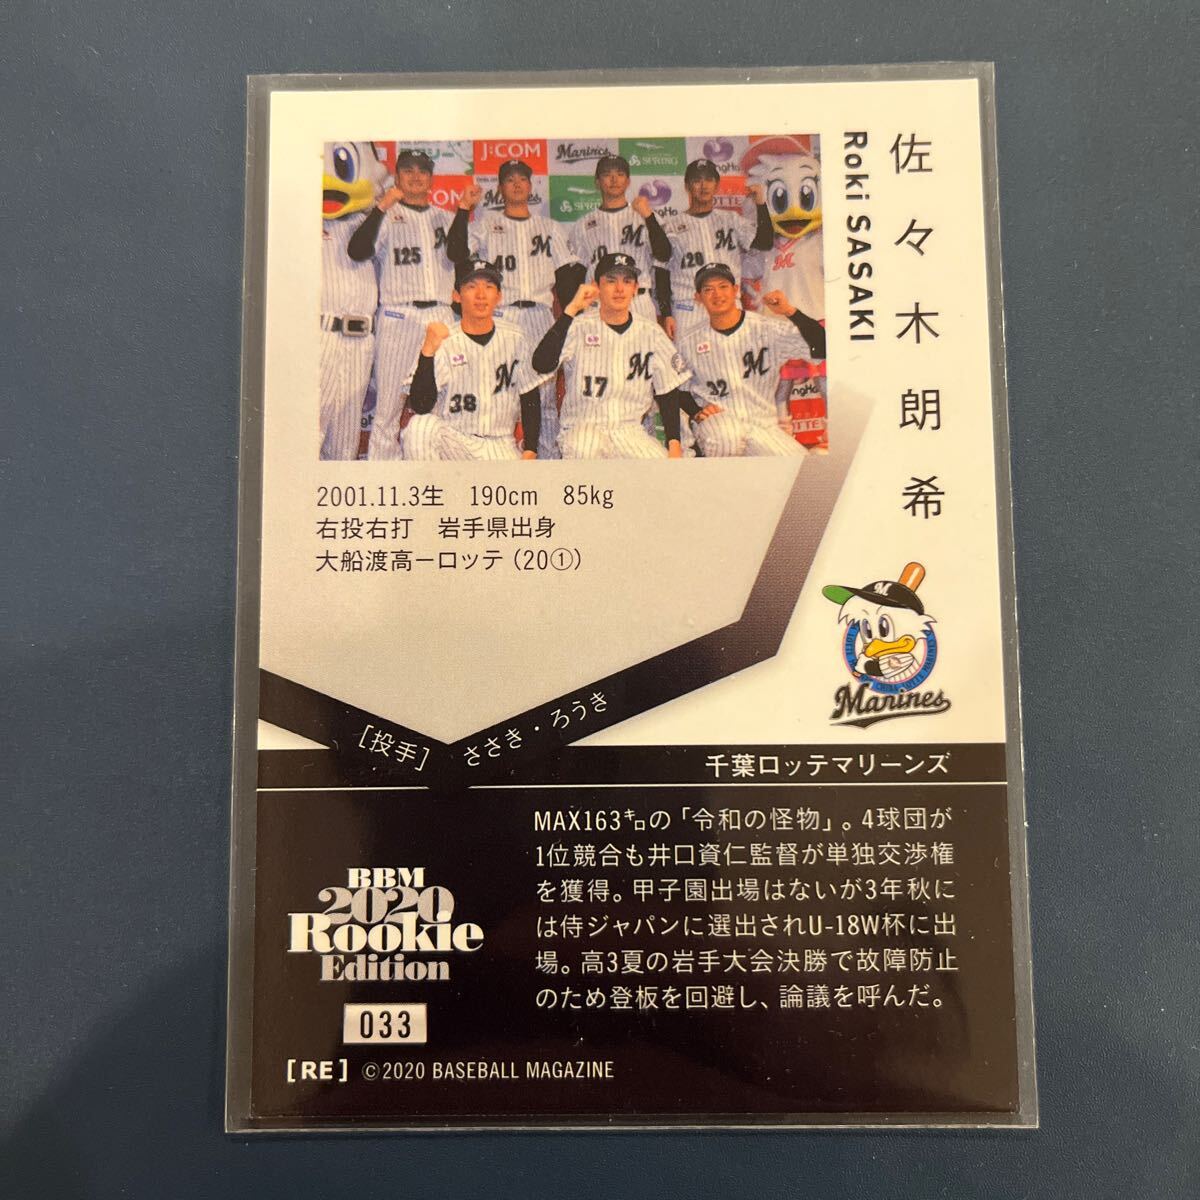 佐々木朗希
Roki SASAKI
J:COM
Marines
SPRING
125
40
120
38
17
32
2001.11.3生 190cm 85kg
右投右打 岩手県出身
大船渡高ーロッテ（20①）
Marines
[投手] ささき・ろうき
千葉ロッテマリーンズ
MAX163㌔の「令和の怪物」。4球団が
1位競合も井口資仁監督が単独交渉権
を獲得。甲子園出場はないが3年秋に
は侍ジャパンに選出されU-18W杯に出
場。高3夏の岩手大会決勝で故障防止
のため登板を回避し、論議を呼んだ。
BBM
2020
Rookie
Edition
033
[RE] ©2020 BASEBALL MAGAZINE